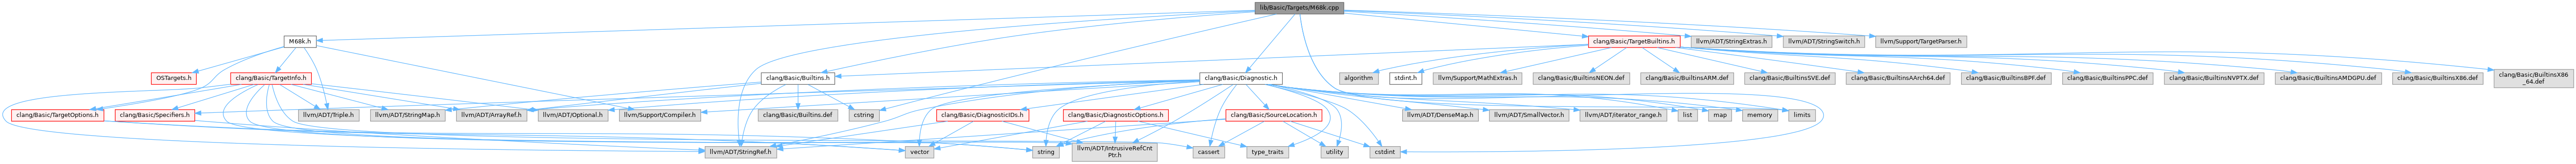 lib/Basic/Targets/M68k.cpp
M68k.h
clang/Basic/TargetBuiltins.h
llvm/ADT/StringExtras.h
llvm/ADT/StringSwitch.h
llvm/Support/TargetParser.h
OSTargets.h
clang/Basic/TargetInfo.h
clang/Basic/Builtins.h
clang/Basic/Diagnostic.h
algorithm
stdint.h
llvm/Support/MathExtras.h
clang/Basic/BuiltinsNEON.def
clang/Basic/BuiltinsARM.def
clang/Basic/BuiltinsSVE.def
clang/Basic/BuiltinsAArch64.def
clang/Basic/BuiltinsBPF.def
clang/Basic/BuiltinsPPC.def
clang/Basic/BuiltinsNVPTX.def
clang/Basic/BuiltinsAMDGPU.def
clang/Basic/BuiltinsX86.def
clang/Basic/BuiltinsX86
_64.def
clang/Basic/TargetOptions.h
clang/Basic/Specifiers.h
llvm/ADT/Triple.h
llvm/ADT/StringMap.h
llvm/ADT/ArrayRef.h
llvm/ADT/Optional.h
llvm/Support/Compiler.h
clang/Basic/Builtins.def
cstring
clang/Basic/DiagnosticIDs.h
clang/Basic/DiagnosticOptions.h
clang/Basic/SourceLocation.h
llvm/ADT/DenseMap.h
llvm/ADT/SmallVector.h
llvm/ADT/iterator_range.h
list
map
memory
limits
llvm/ADT/StringRef.h
vector
string
llvm/ADT/IntrusiveRefCnt
Ptr.h
cassert
type_traits
utility
cstdint